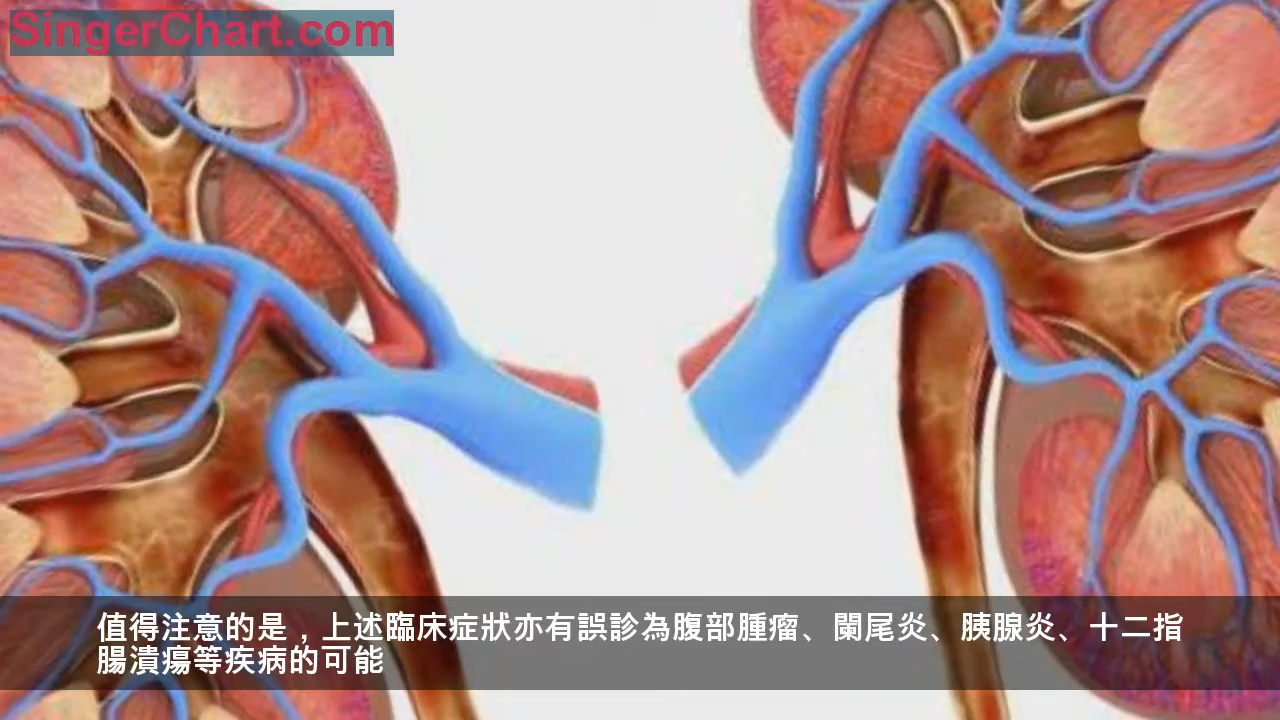 SingerChart.com
值得注意的是，上述臨床症狀亦有誤診為腹部腫瘤、闌尾炎、胰腺炎、十二指
腸潰瘍等疾病的可能